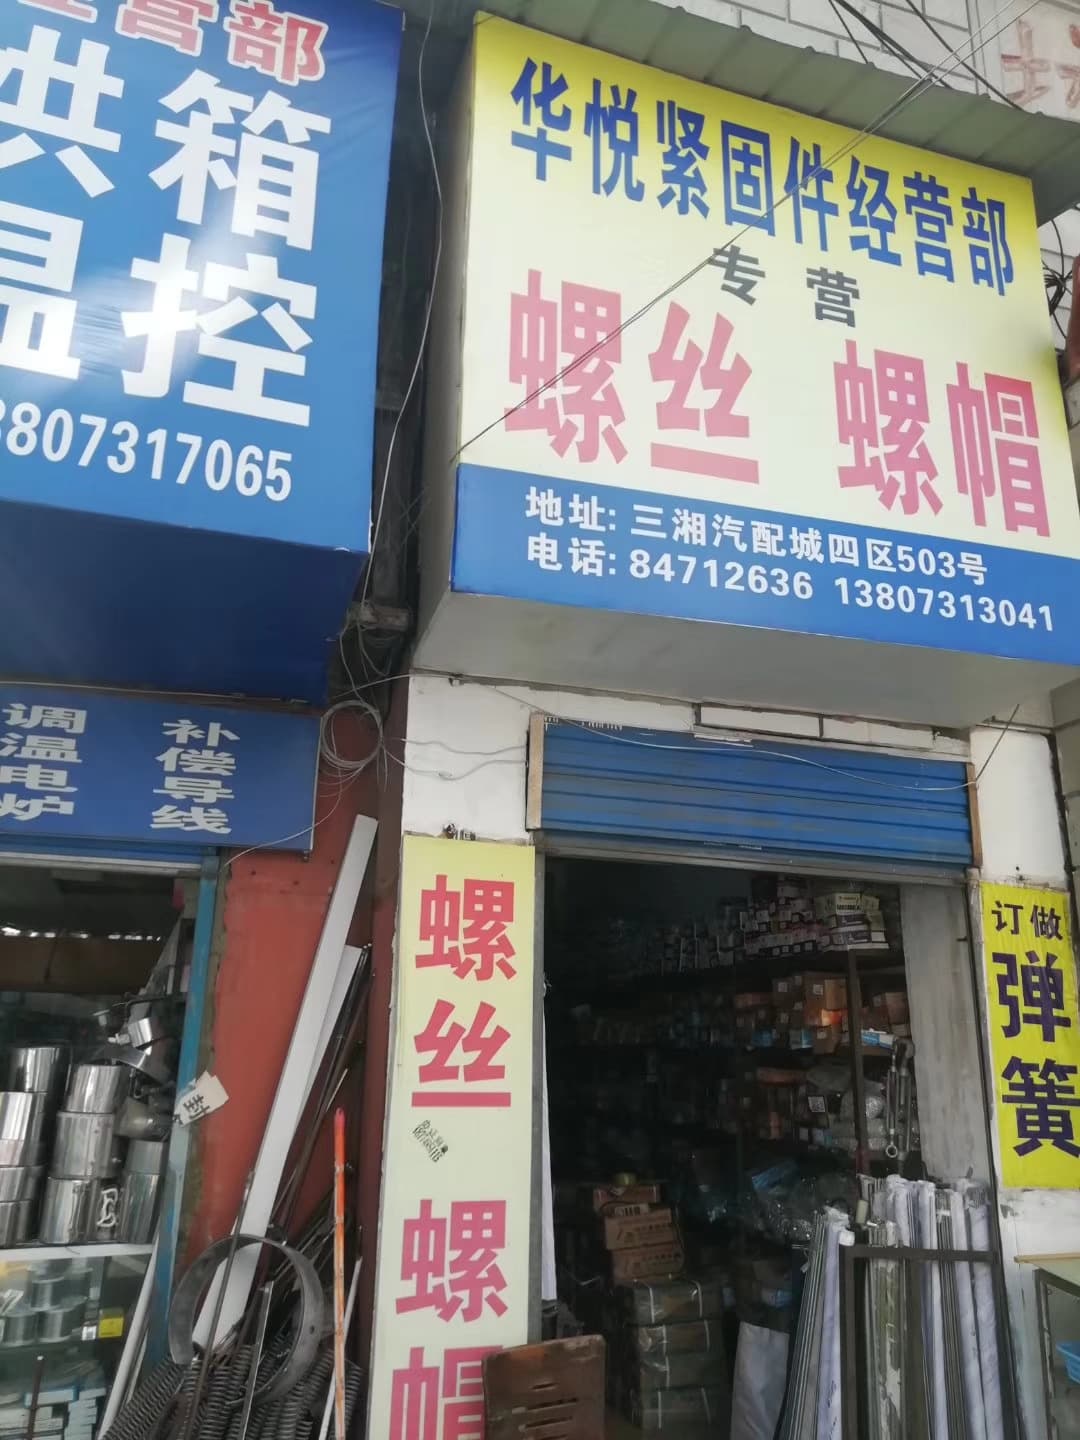 经营部
烘箱
温控
3807317065
调温电炉
补偿导线
华悦紧固件经营部
专营
螺丝 螺帽
地址: 三湘汽配城四区503号
电话: 84712636 13807313041
螺丝
螺帽
订做
弹簧
封